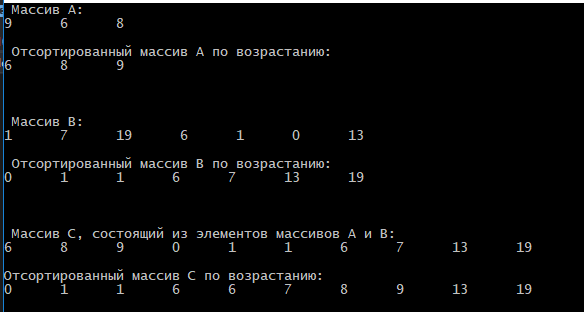 Массив A:
9 6 8
Отсортированный массив A по возрастанию:
6 8 9
Массив B:
1 7 19 6 1 0 13
Отсортированный массив B по возрастанию:
0 1 1 6 7 13 19
Массив C, состоящий из элементов массивов A и B:
6 8 9 0 1 1 6 7 13 19
Отсортированный массив C по возрастанию:
0 1 1 6 6 7 8 9 13 19